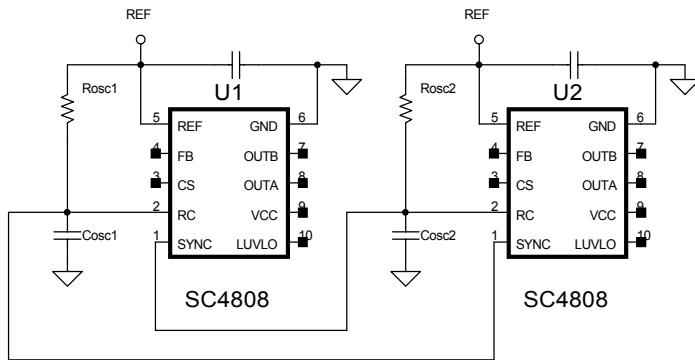 REF
REF
Rosc1
U1
Rosc2
U2
5 REF GND 6
4 FB OUTB 7
3 CS OUTA 8
2 RC VCC 9
1 SYNC LUVLO 10
Cosc1
SC4808
5 REF GND 6
4 FB OUTB 7
3 CS OUTA 8
2 RC VCC 9
1 SYNC LUVLO 10
Cosc2
SC4808